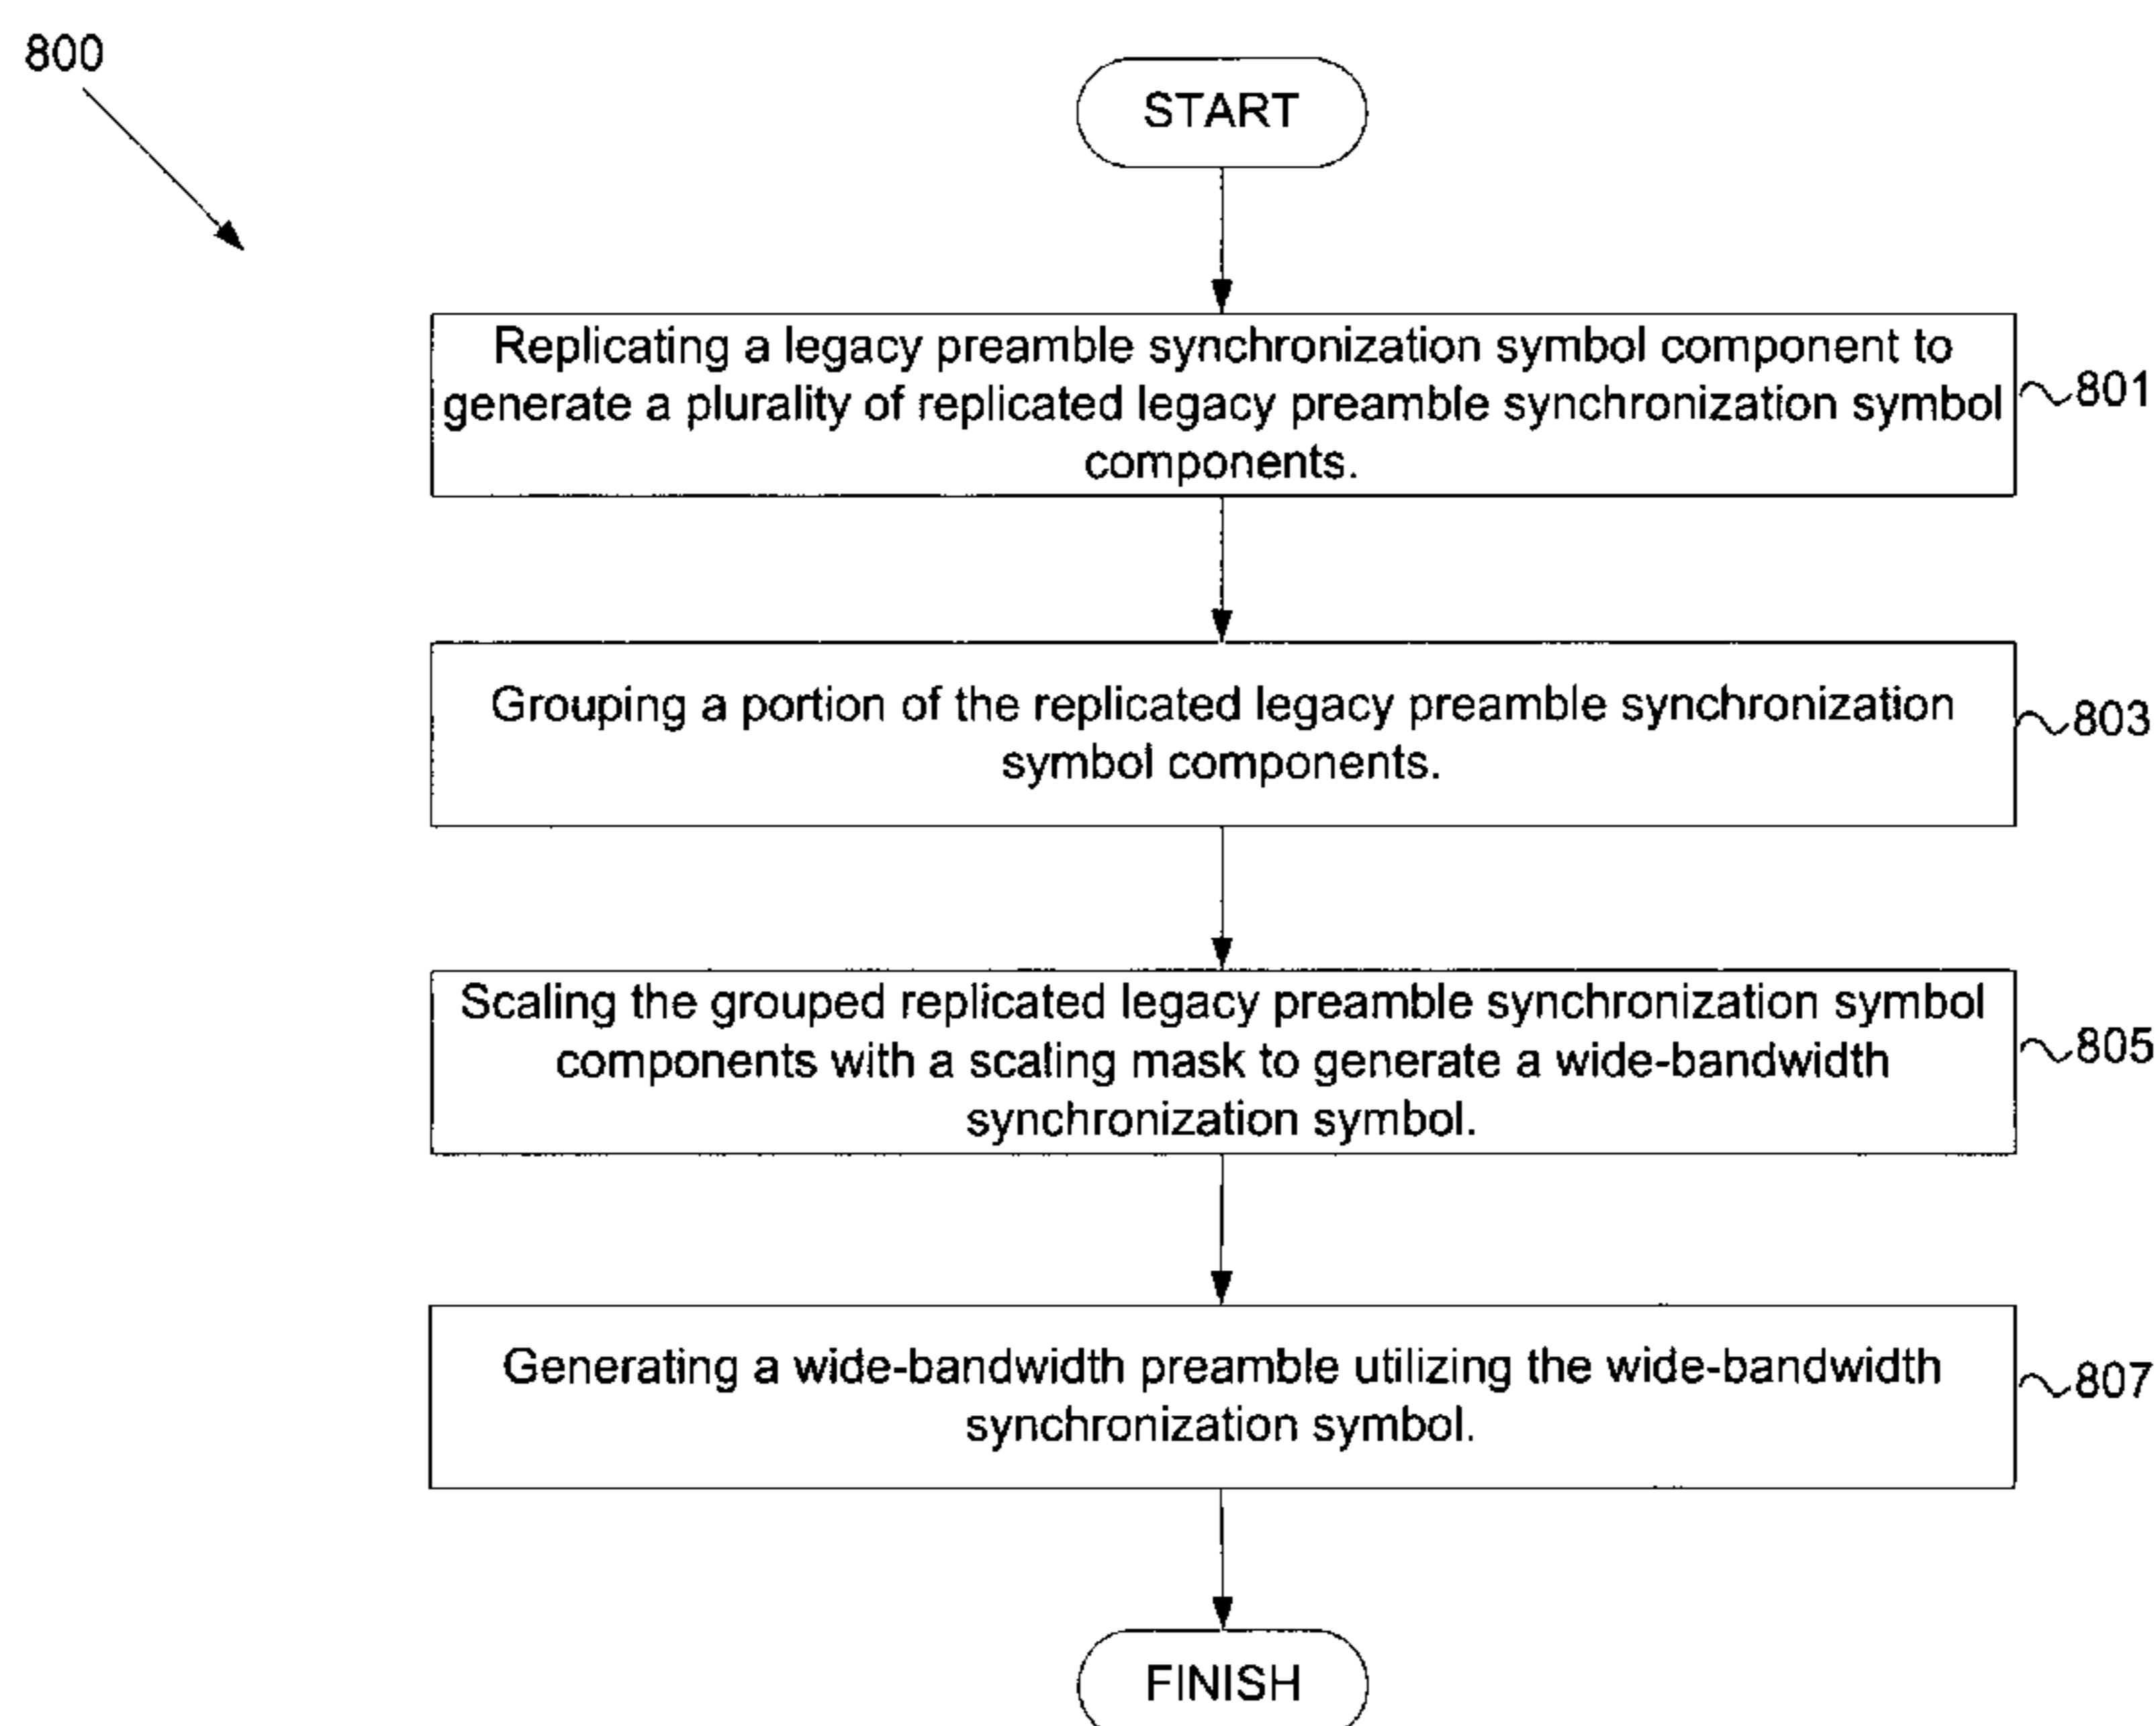 800
START
Replicating a legacy preamble synchronization symbol component to
generate a plurality of replicated legacy preamble synchronization symbol
components.
801
Grouping a portion of the replicated legacy preamble synchronization
symbol components.
803
Scaling the grouped replicated legacy preamble synchronization symbol
components with a scaling mask to generate a wide-bandwidth
synchronization symbol.
805
Generating a wide-bandwidth preamble utilizing the wide-bandwidth
synchronization symbol.
807
FINISH